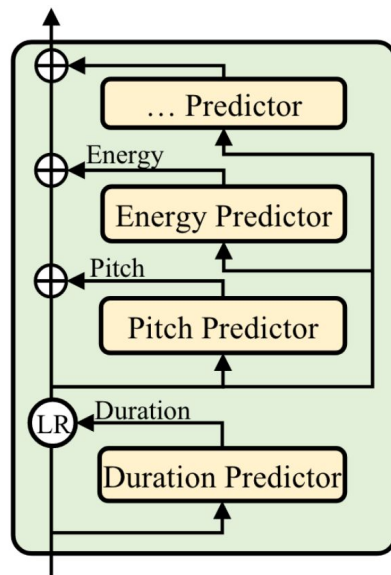 ... Predictor
Energy
Energy Predictor
Pitch
Pitch Predictor
LR
Duration
Duration Predictor